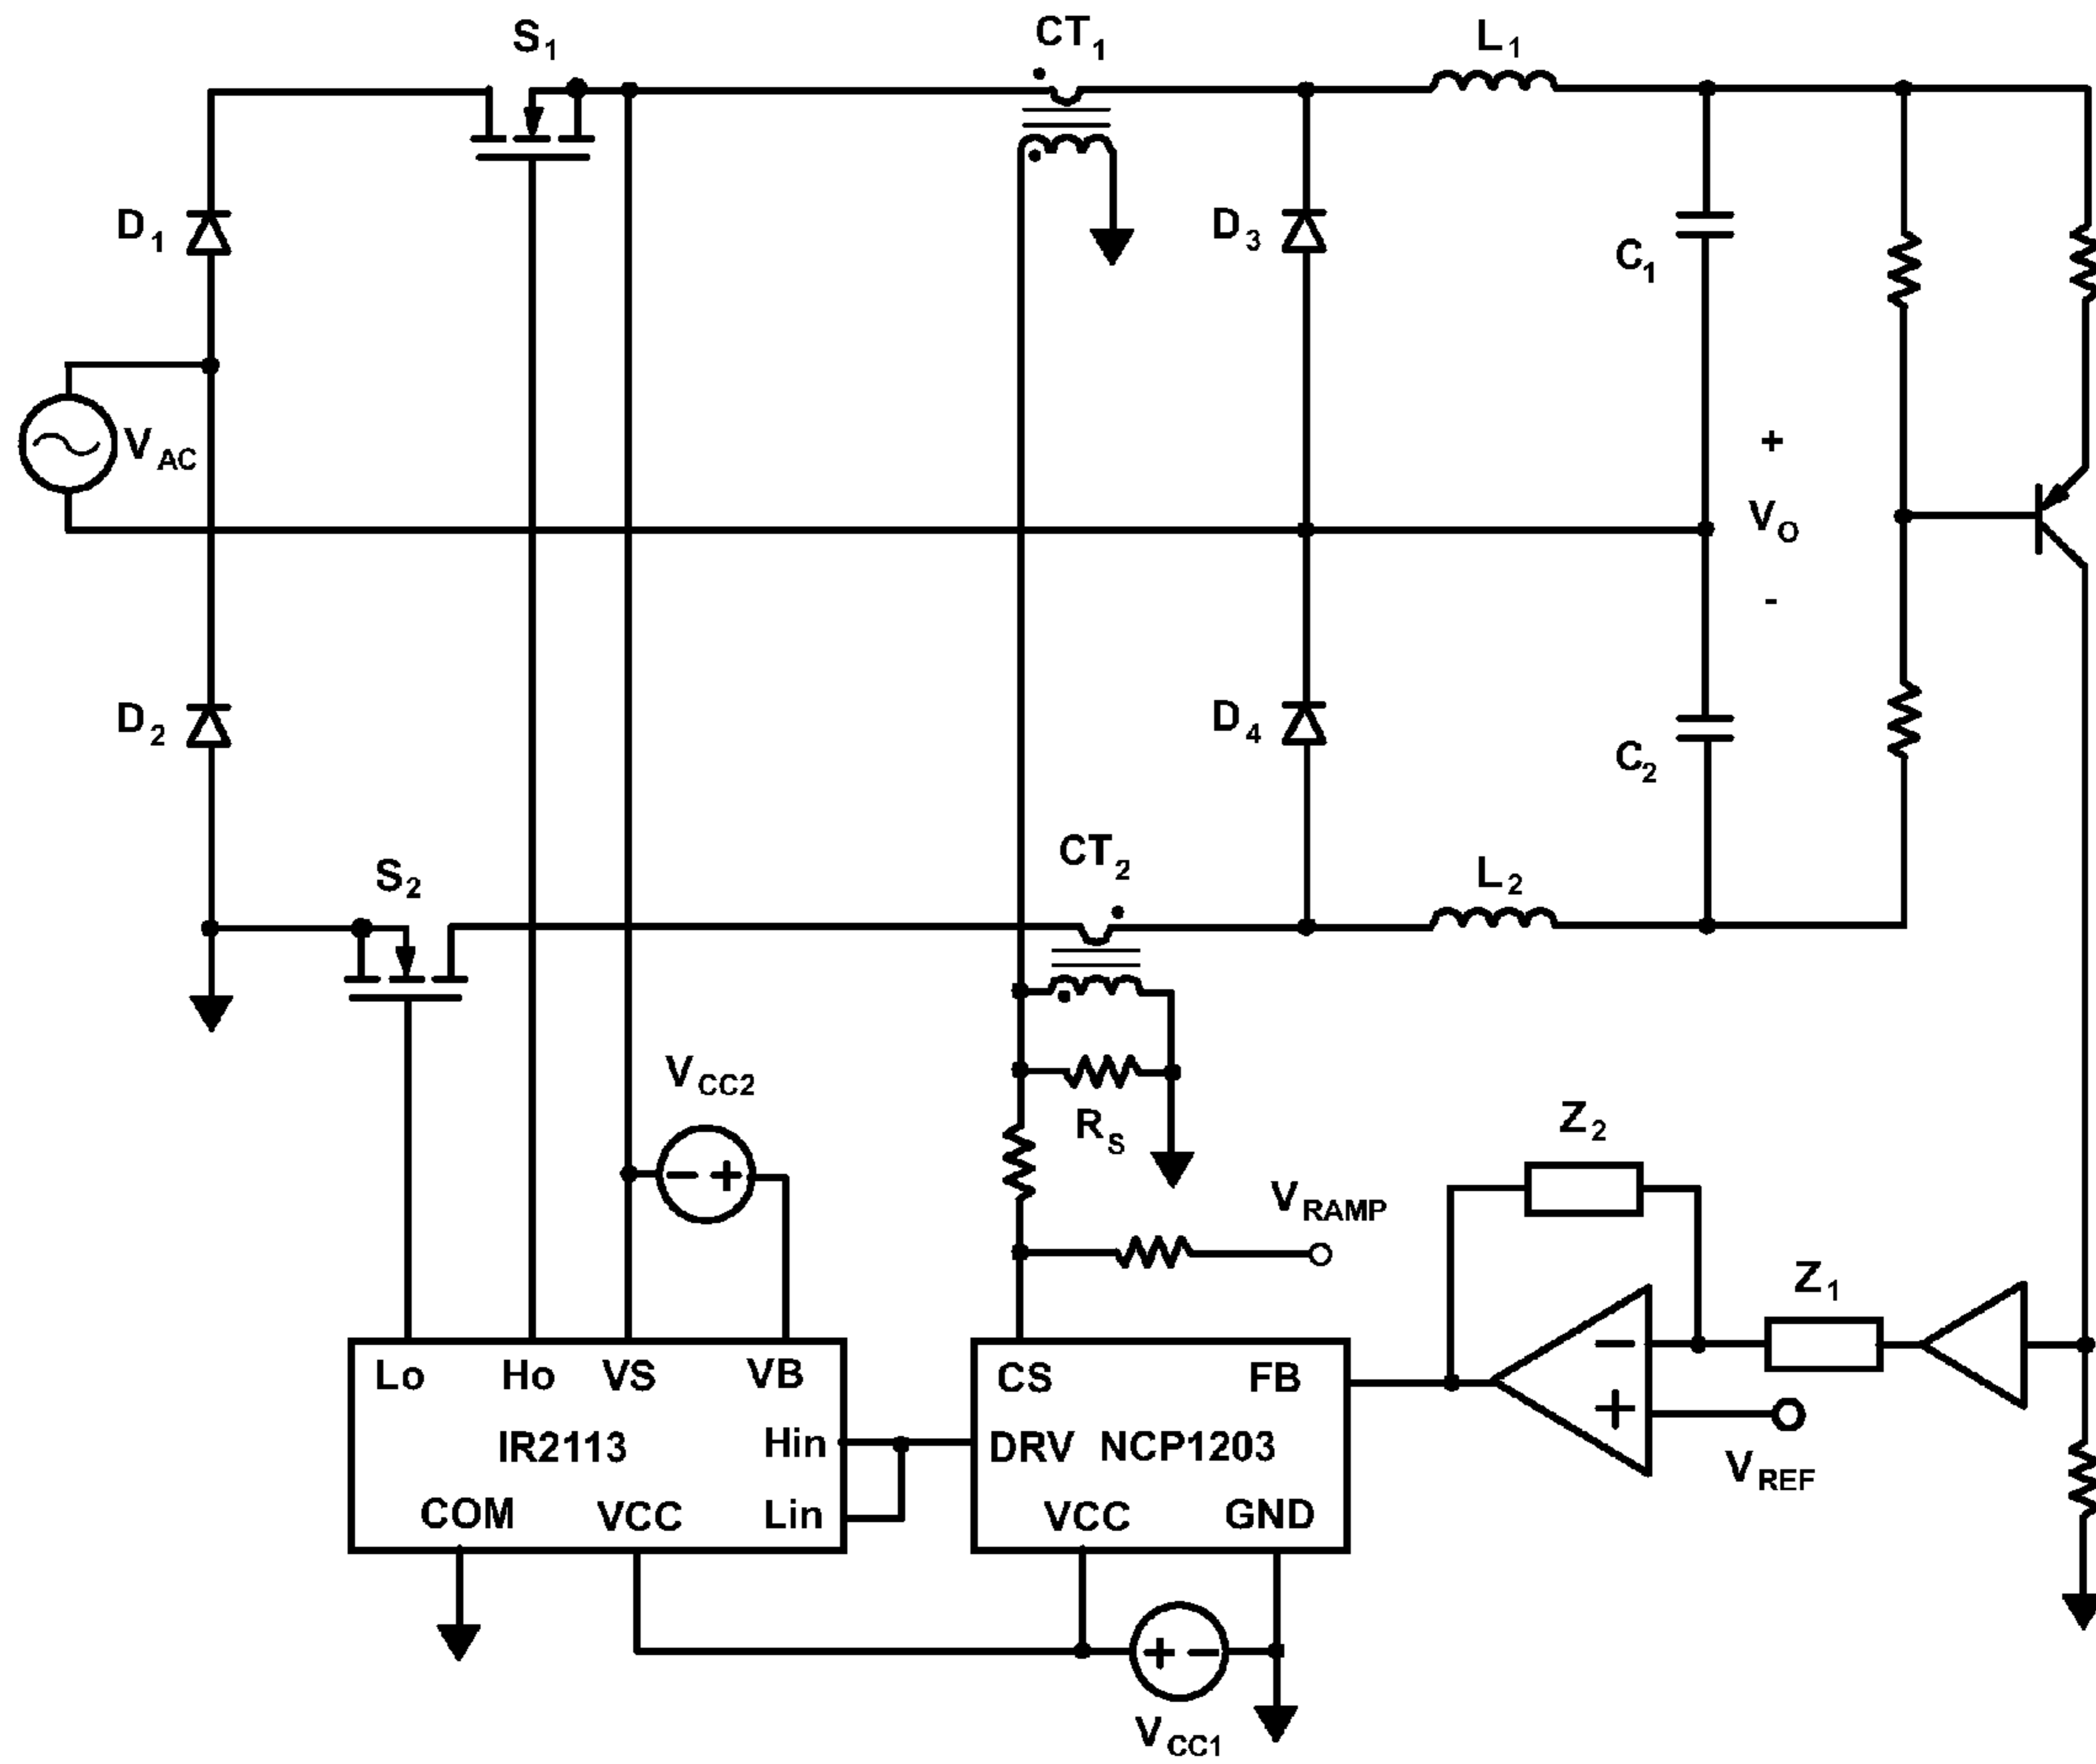 S1
CT1
L1
D1
D3
C1
VAC
+
VO
-
D2
D4
C2
S2
CT2
L2
VCC2
- +
RS
Z2
VRAMP
Z1
Lo Ho VS VB
CS FB
-
+
Hin
IR2113
DRV NCP1203
VREF
COM VCC Lin
VCC GND
+ -
VCC1